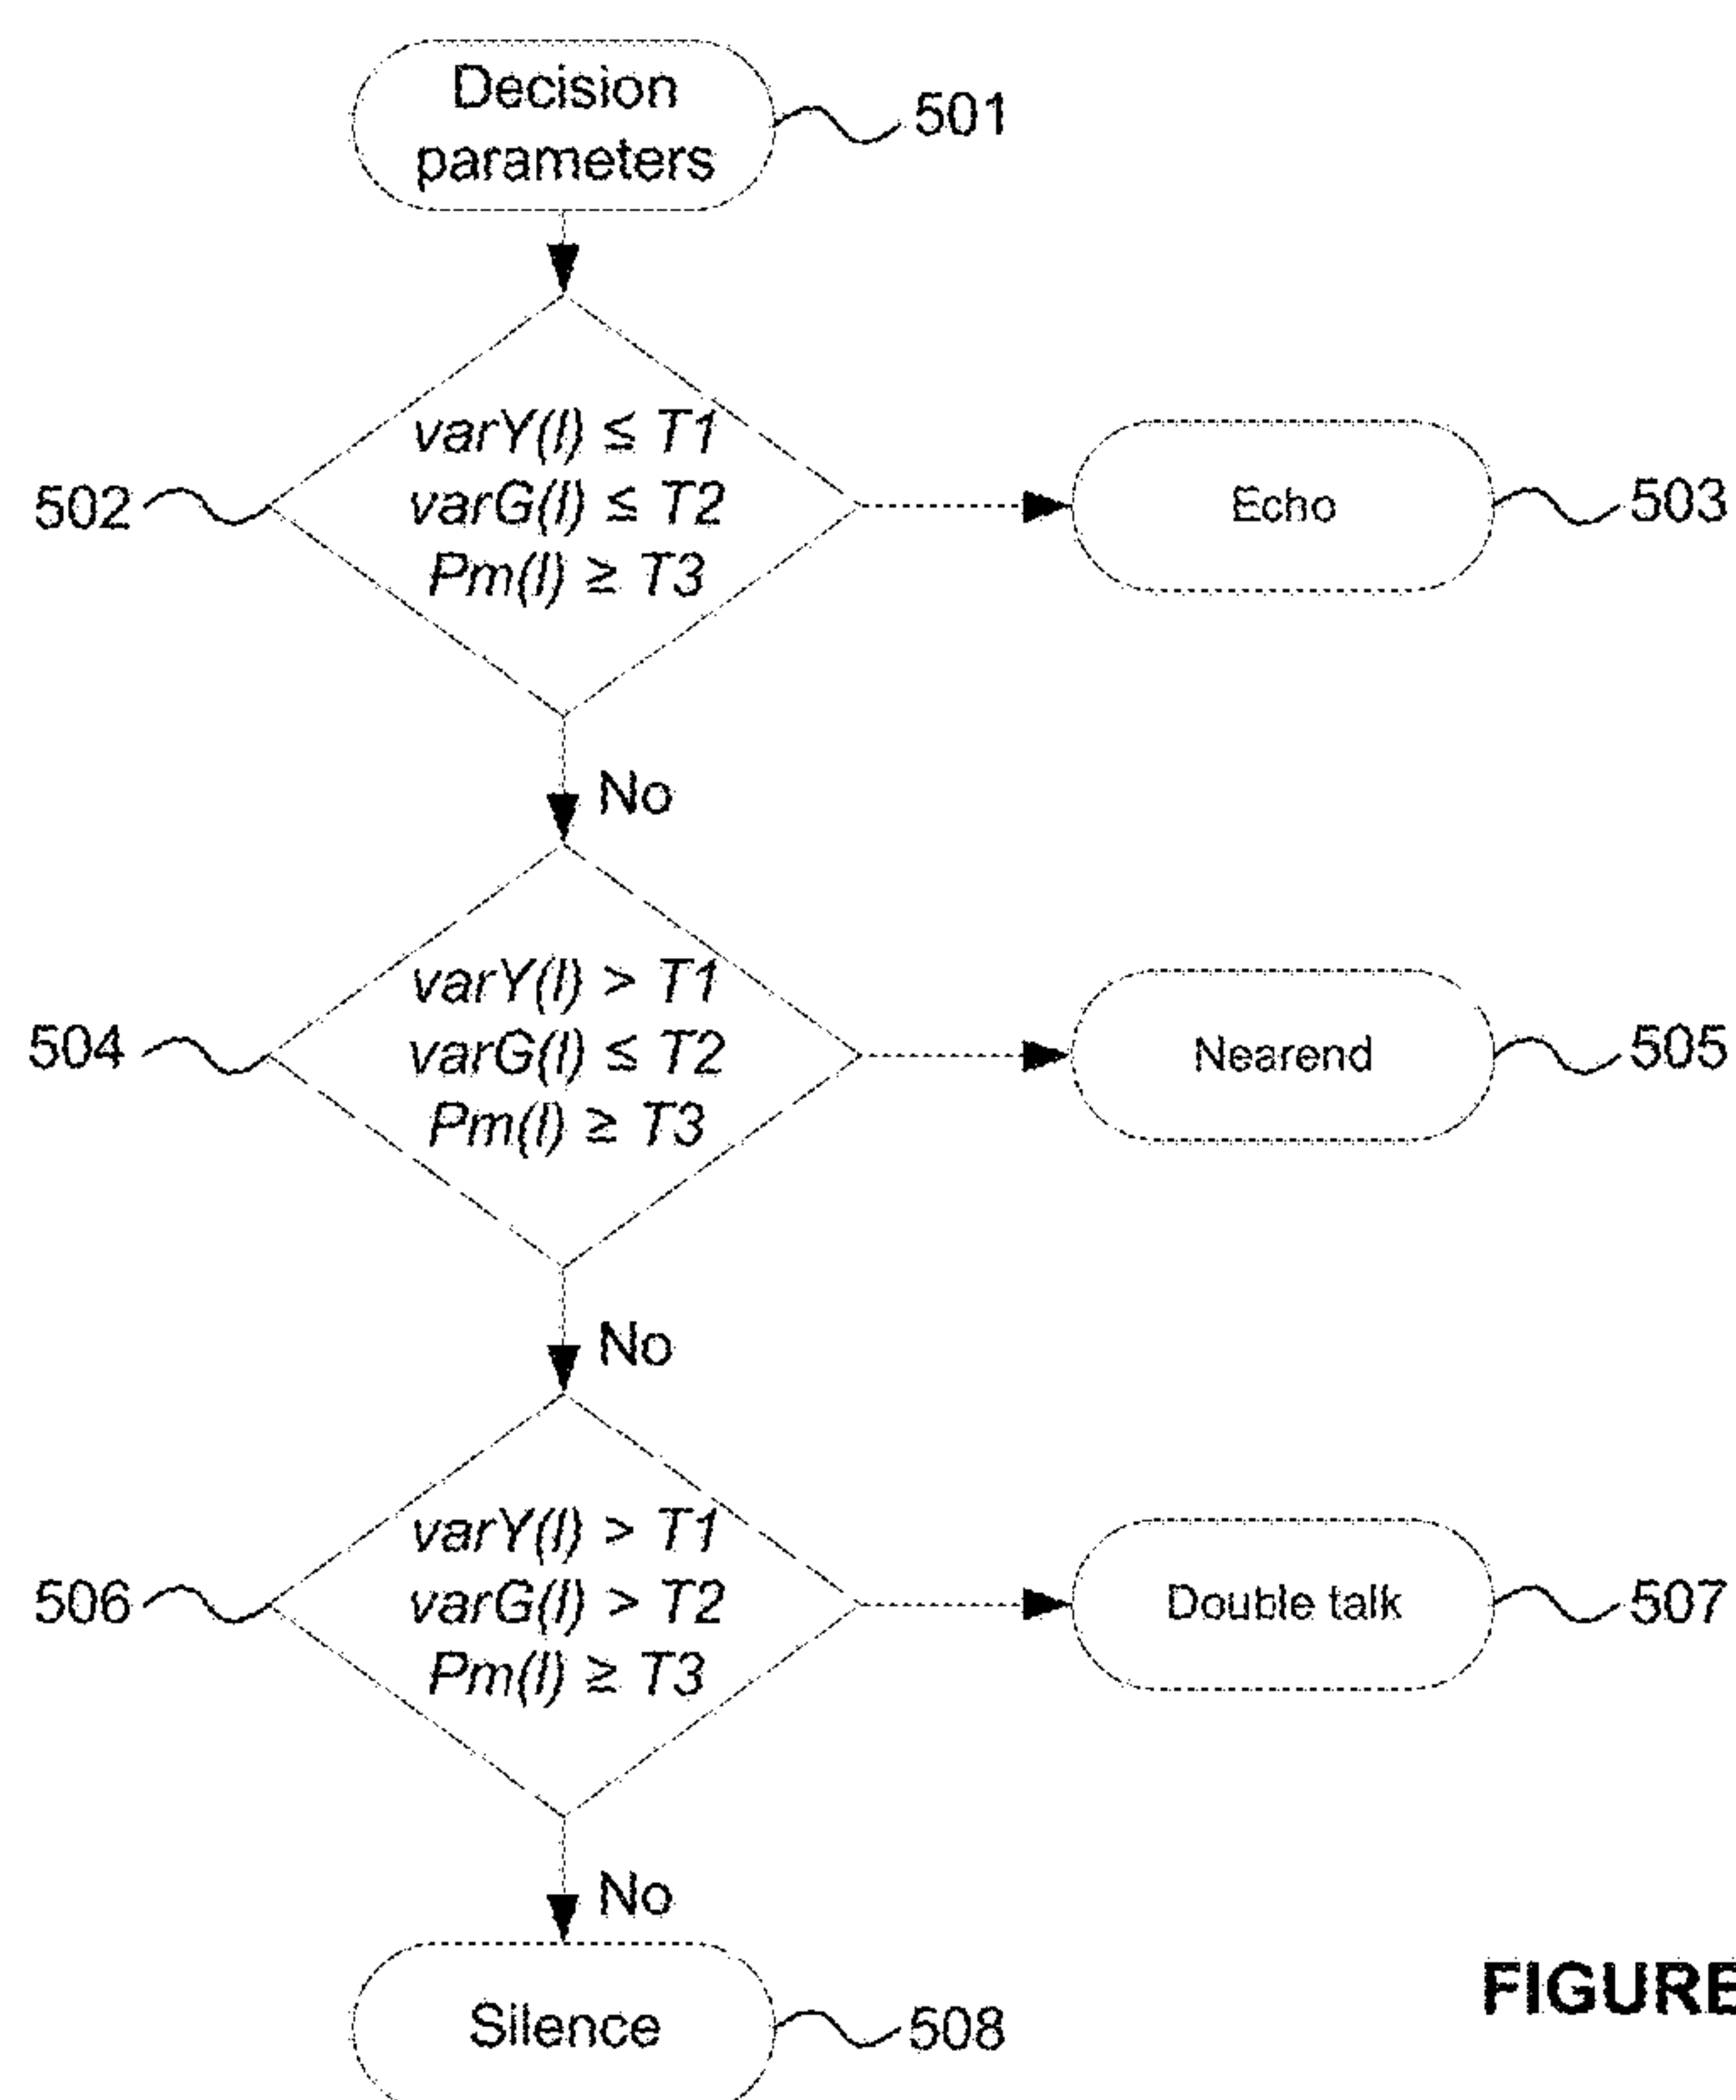 Decision
parameters
501
varY(l) ≤ T1
varG(l) ≤ T2
Pm(l) ≥ T3
502
Echo
503
No
varY(l) > T1
varG(l) ≤ T2
Pm(l) ≥ T3
504
Nearend
505
No
varY(l) > T1
varG(l) > T2
Pm(l) ≥ T3
506
Double talk
507
No
Silence
508
FIGURE